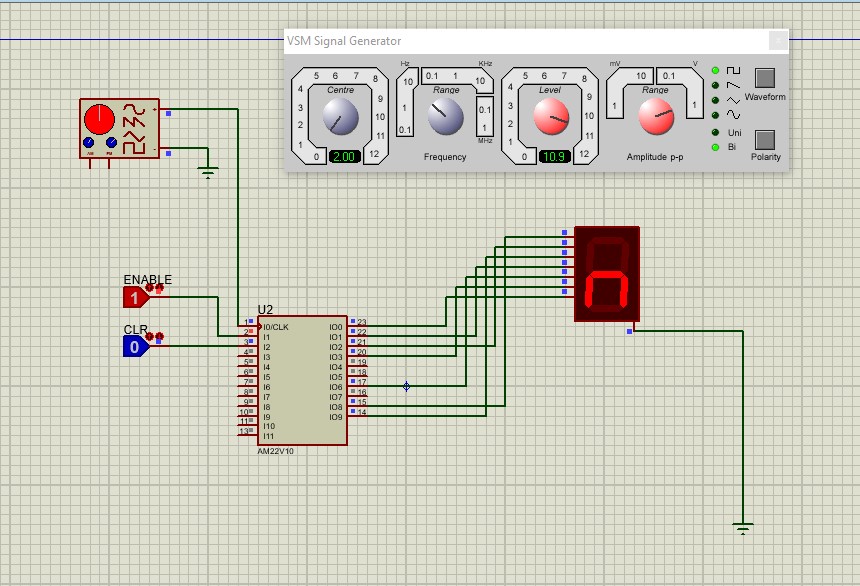 VSM Signal Generator
Hz KHz mV V
5 6 7 8 4 9 3 10 2 11 1 12 0
Centre
2.00
10 0.1 1 10 1 0.1 0.1 1
Range
MHz
Frequency
5 6 7 8 4 9 3 10 2 11 1 12 0
Level
10.9
10 0.1 1 1
Range
Amplitude p-p
Waveform
Uni
Bi
Polarity
AM FM
+
-
ENABLE
1
CLR
0
U2
1 I0/CLK IO0 23
2 I1 IO1 22
3 I2 IO2 21
4 I3 IO3 20
5 I4 IO4 19
6 I5 IO5 18
7 I6 IO6 17
8 I7 IO7 16
9 I8 IO8 15
10 I9 IO9 14
11 I10
13 I11
AM22V10